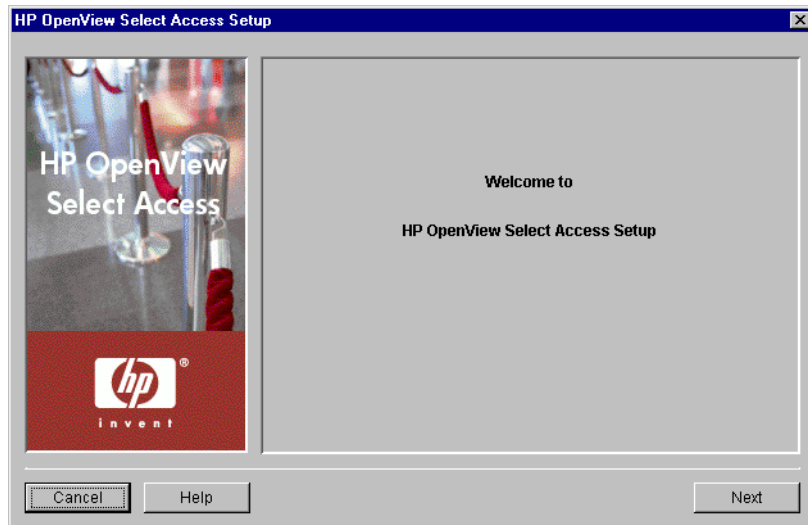 HP OpenView Select Access Setup
HP OpenView
Select Access
hp
®
invent
Welcome to
HP OpenView Select Access Setup
Cancel
Help
Next